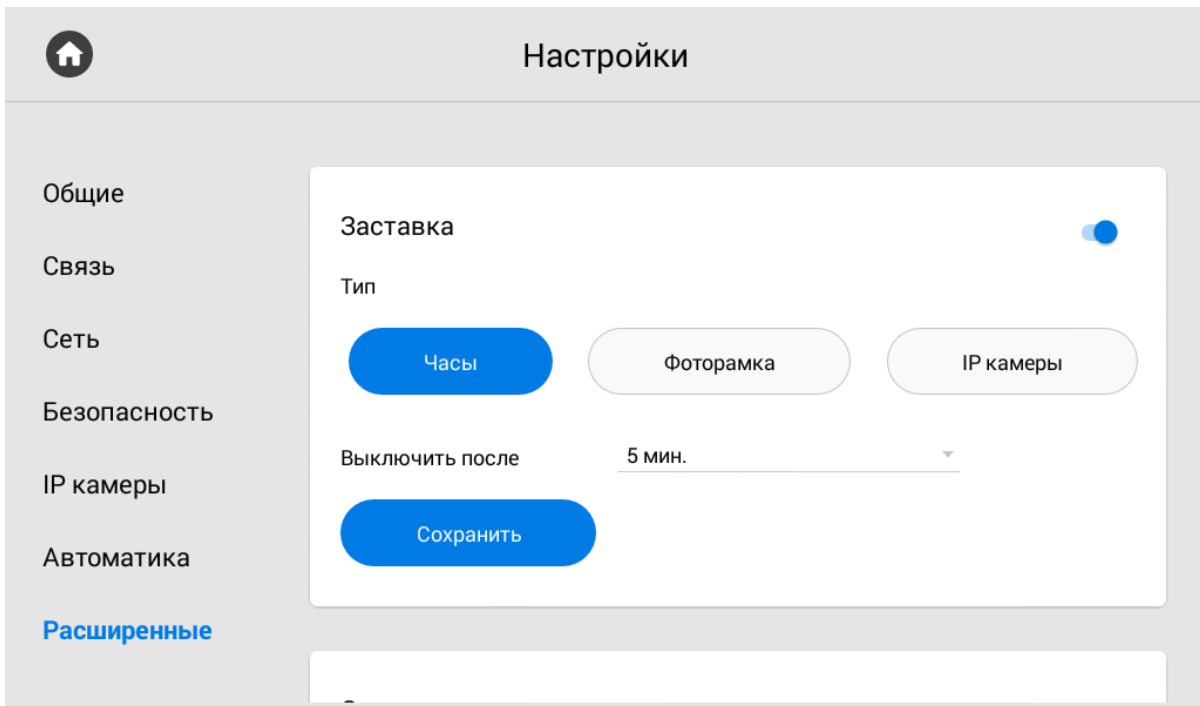 Настройки
Общие
Связь
Сеть
Безопасность
IP камеры
Автоматика
Расширенные
Заставка
Тип
Часы Фоторамка IP камеры
Выключить после 5 мин.
Сохранить